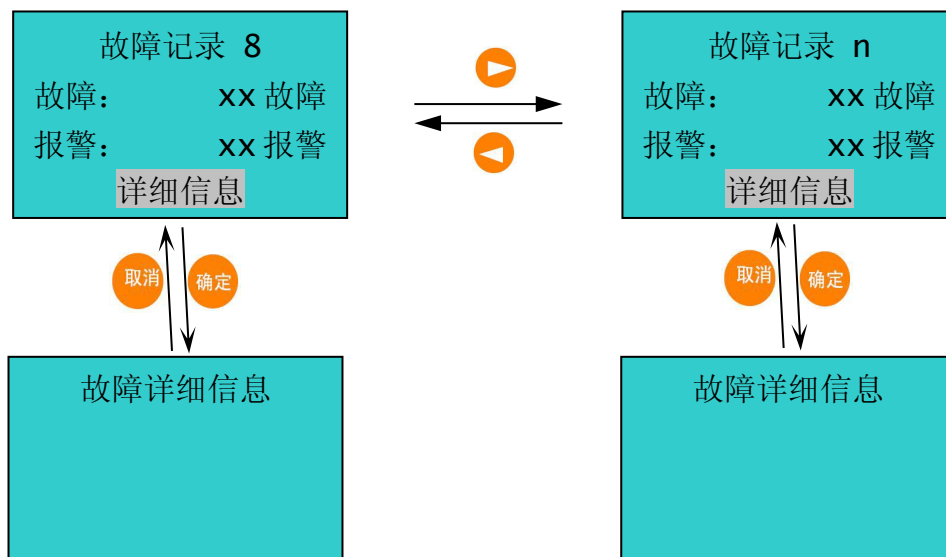 故障记录 8
故障： xx 故障
报警： xx 报警
详细信息
故障记录 n
故障： xx 故障
报警： xx 报警
详细信息
取消
确定
取消
确定
故障详细信息
故障详细信息